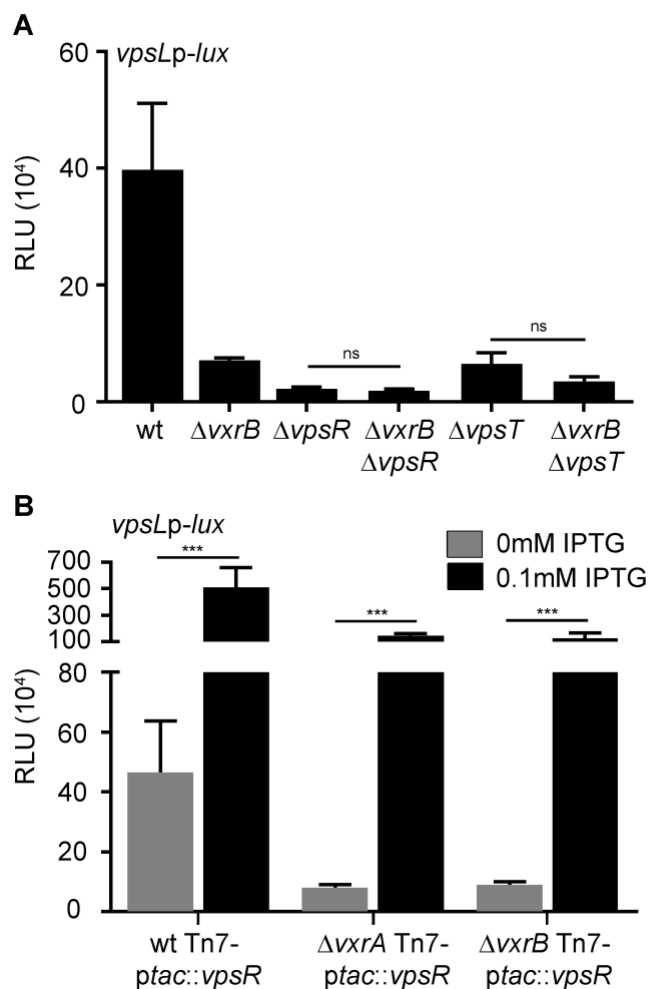 A
vpsLp-lux
60
40
20
0
RLU (10⁴)
ns
ns
wt
ΔvxrB
ΔvpsR
ΔvxrB
ΔvpsR
ΔvpsT
ΔvxrB
ΔvpsT
B
vpsLp-lux
0mM IPTG
0.1mM IPTG
***
***
***
700
500
300
100
80
60
40
20
0
RLU (10⁴)
wt Tn7-
ptac::vpsR
ΔvxrA Tn7-
ptac::vpsR
ΔvxrB Tn7-
ptac::vpsR